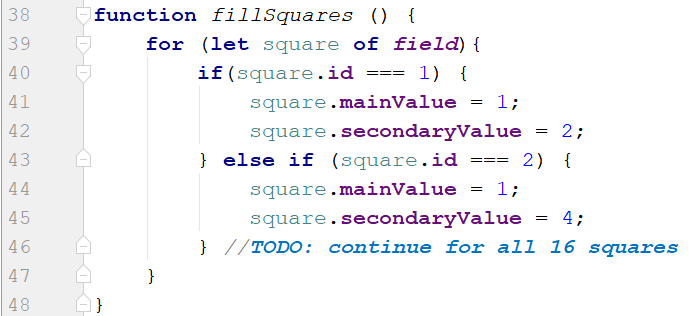 38 function fillSquares () {
39     for (let square of field){
40         if(square.id === 1) {
41             square.mainValue = 1;
42             square.secondaryValue = 2;
43         } else if (square.id === 2) {
44             square.mainValue = 1;
45             square.secondaryValue = 4;
46         } //TODO: continue for all 16 squares
47     }
48 }